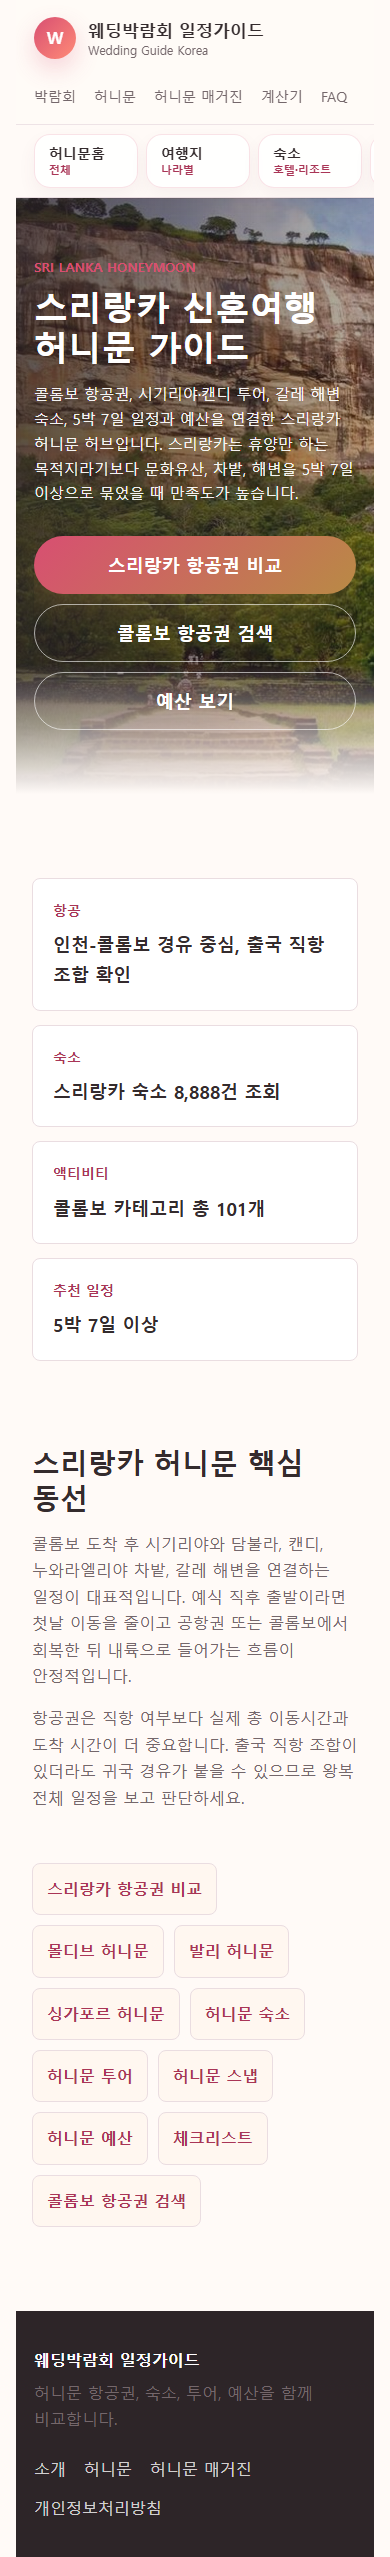 W
웨딩박람회 일정가이드
Wedding Guide Korea
박람회 허니문 허니문 매거진 계산기 FAQ
허니문홈 여행지 숙소
전체 나라별 호텔·리조트
SRI LANKA HONEYMOON
스리랑카 신혼여행
허니문 가이드
콜롬보 항공권, 시기리야·캔디 투어, 갈레 해변
숙소, 5박 7일 일정과 예산을 연결한 스리랑카
허니문 허브입니다. 스리랑카는 휴양만 하는
목적지라기보다 문화유산, 차밭, 해변을 5박 7일
이상으로 묶었을 때 만족도가 높습니다.
스리랑카 항공권 비교
콜롬보 항공권 검색
예산 보기
항공
인천-콜롬보 경유 중심, 출국 직항
조합 확인
숙소
스리랑카 숙소 8,888건 조회
액티비티
콜롬보 카테고리 총 101개
추천 일정
5박 7일 이상
스리랑카 허니문 핵심
동선
콜롬보 도착 후 시기리야와 담불라, 캔디,
누와라엘리야 차밭, 갈레 해변을 연결하는
일정이 대표적입니다. 예식 직후 출발이라면
첫날 이동을 줄이고 공항권 또는 콜롬보에서
회복한 뒤 내륙으로 들어가는 흐름이
안정적입니다.
항공권은 직항 여부보다 실제 총 이동시간과
도착 시간이 더 중요합니다. 출국 직항 조합이
있더라도 귀국 경유가 붙을 수 있으므로 왕복
전체 일정을 보고 판단하세요.
스리랑카 항공권 비교
몰디브 허니문 발리 허니문
싱가포르 허니문 허니문 숙소
허니문 투어 허니문 스냅
허니문 예산 체크리스트
콜롬보 항공권 검색
웨딩박람회 일정가이드
허니문 항공권, 숙소, 투어, 예산을 함께
비교합니다.
소개 허니문 허니문 매거진
개인정보처리방침